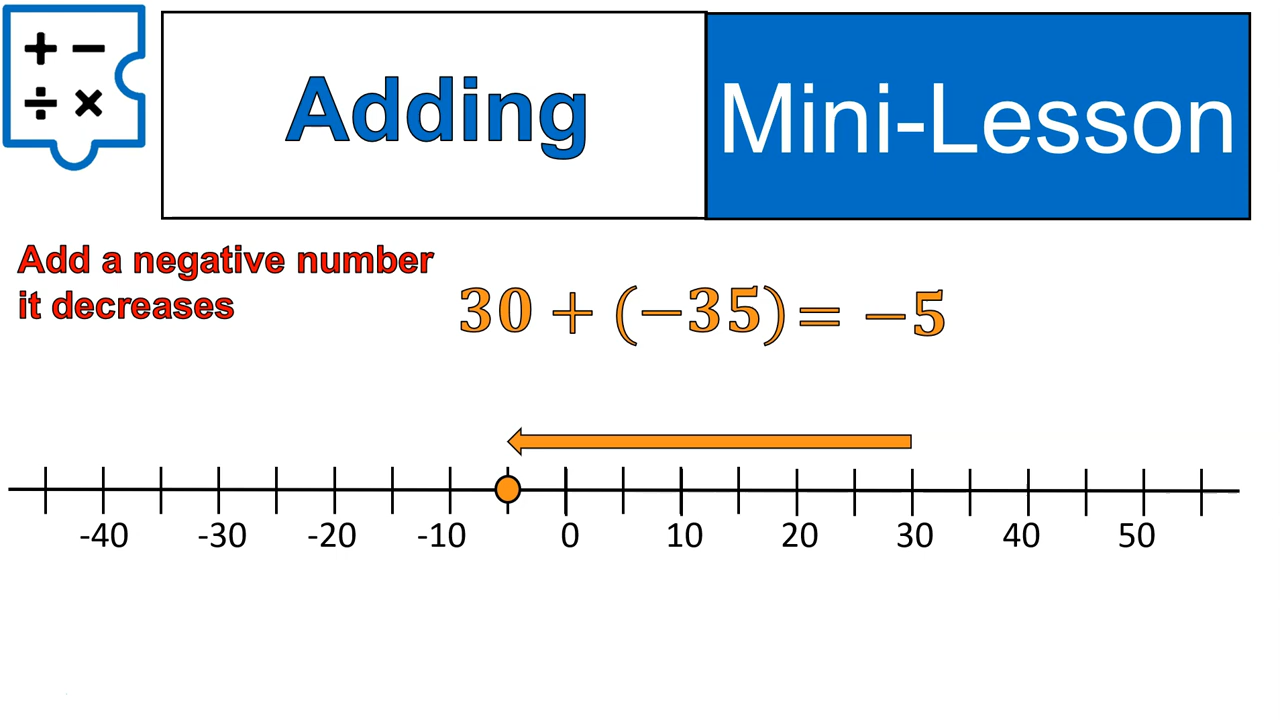 + −
÷ ×
Adding
Mini-Lesson
Add a negative number
it decreases
30 + (−35) = −5
-40 -30 -20 -10 0 10 20 30 40 50